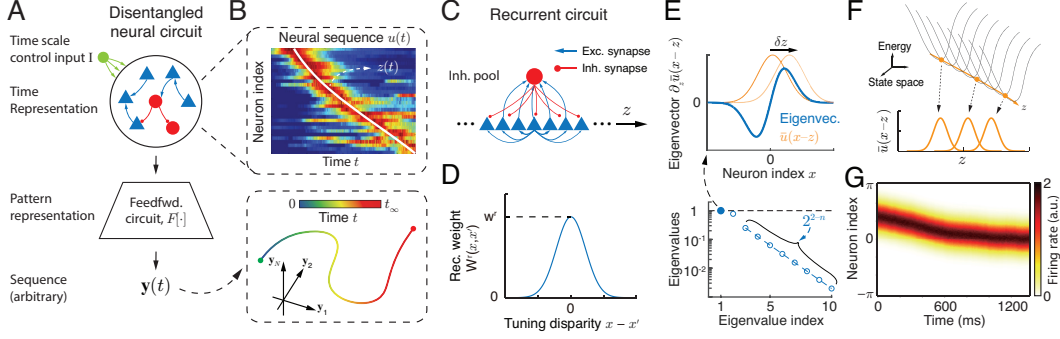 A
Disentangled
neural circuit
Time scale
control input I
Time
Representation
Pattern
representation
Feedfwd.
circuit, F[·]
Sequence
(arbitrary)
y(t)
B
Neural sequence u(t)
z(t)
Neuron index
Time t
0
t∞
Time t
y_N
y_2
y_1
C
Recurrent circuit
Inh. pool
Exc. synapse
Inh. synapse
z
D
Rec. weight
Wʳ(x,x′)
wʳ
0
0
Tuning disparity x − x′
E
δz
Eigenvector ∂_z ū(x−z)
0
Eigenvec.
ū(x−z)
0
Neuron index x
Eigenvalues
1
10⁻¹
10⁻²
2²⁻ⁿ
1
5
10
Eigenvalue index
F
Energy
State space
z
ū(x−z)
z
G
Neuron index
π
0
−π
0
600
1200
Time (ms)
2
1
0
Firing rate (a.u.)